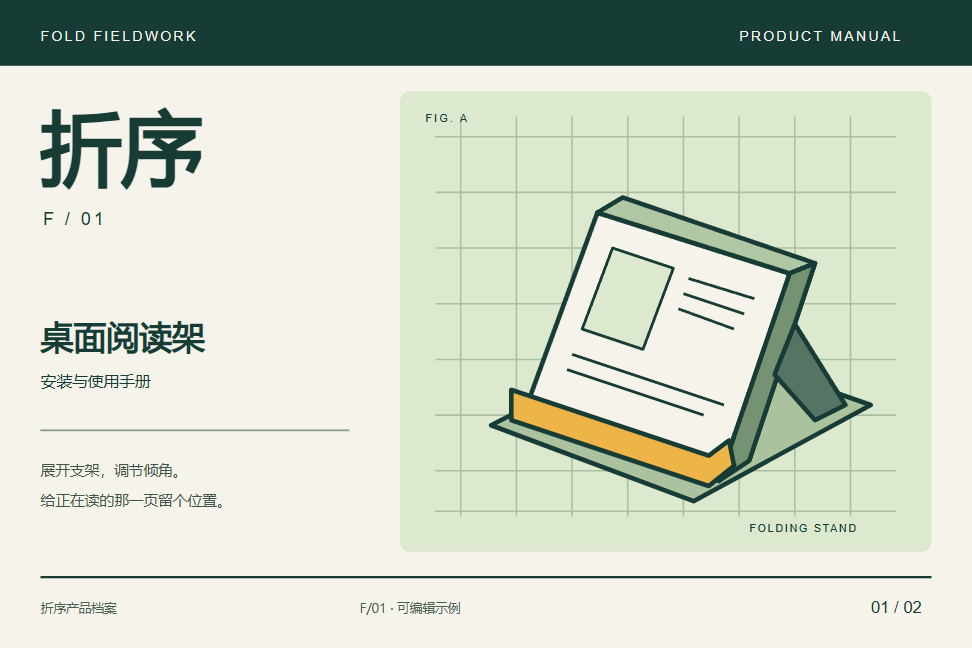 FOLD FIELDWORK
PRODUCT MANUAL
折序
F / 01
桌面阅读架
安装与使用手册
展开支架，调节倾角。
给正在读的那一页留个位置。
FIG. A
FOLDING STAND
折序产品档案
F/01 · 可编辑示例
01 / 02